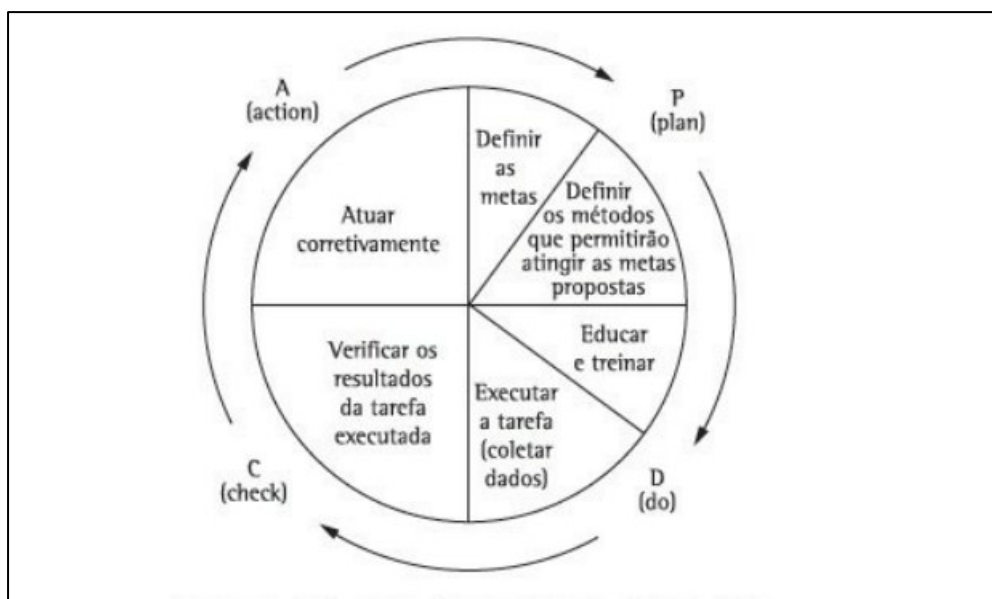 A
(action)
P
(plan)
Definir
as
metas
Definir
os métodos
que permitirão
atingir as metas
propostas
Atuar
corretivamente
Educar
e treinar
Verificar os
resultados
da tarefa
executada
Executar
a tarefa
(coletar
dados)
C
(check)
D
(do)